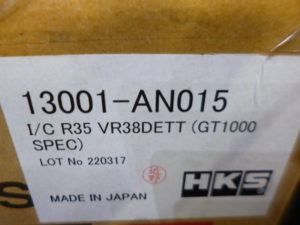 13001-AN015
I/C R35 VR38DETT (GT1000
SPEC)
LOT No 220317
MADE IN JAPAN
HKS
S